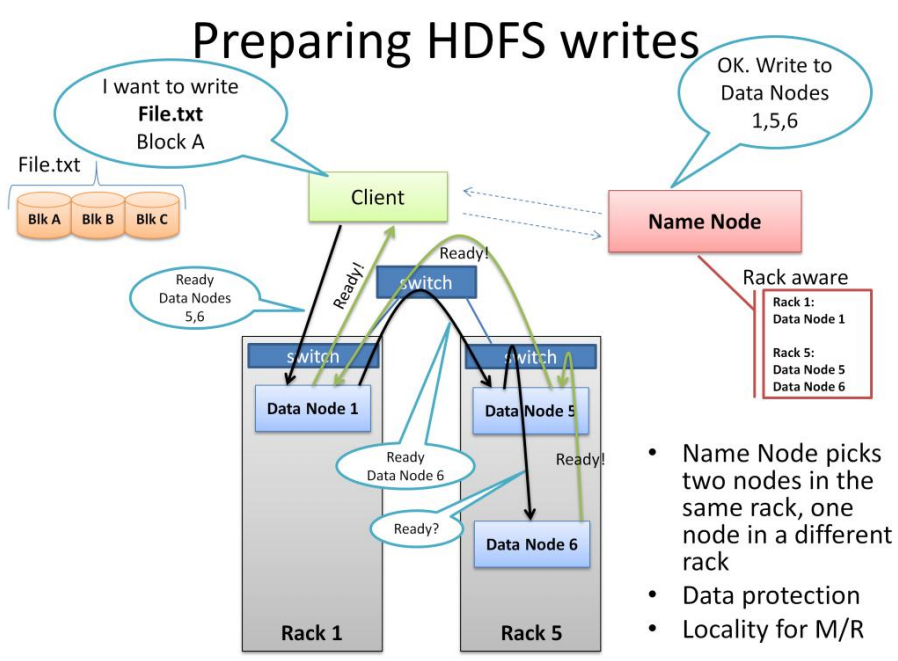 Preparing HDFS writes
I want to write
File.txt
Block A
OK. Write to
Data Nodes
1,5,6
File.txt
Blk A
Blk B
Blk C
Client
Name Node
Ready!
Ready!
switch
Ready
Data Nodes
5,6
Rack aware
Rack 1:
Data Node 1
Rack 5:
Data Node 5
Data Node 6
switch
switch
Data Node 1
Data Node 5
Ready
Data Node 6
Ready!
Ready?
Data Node 6
Rack 1
Rack 5
• Name Node picks
two nodes in the
same rack, one
node in a different
rack
• Data protection
• Locality for M/R